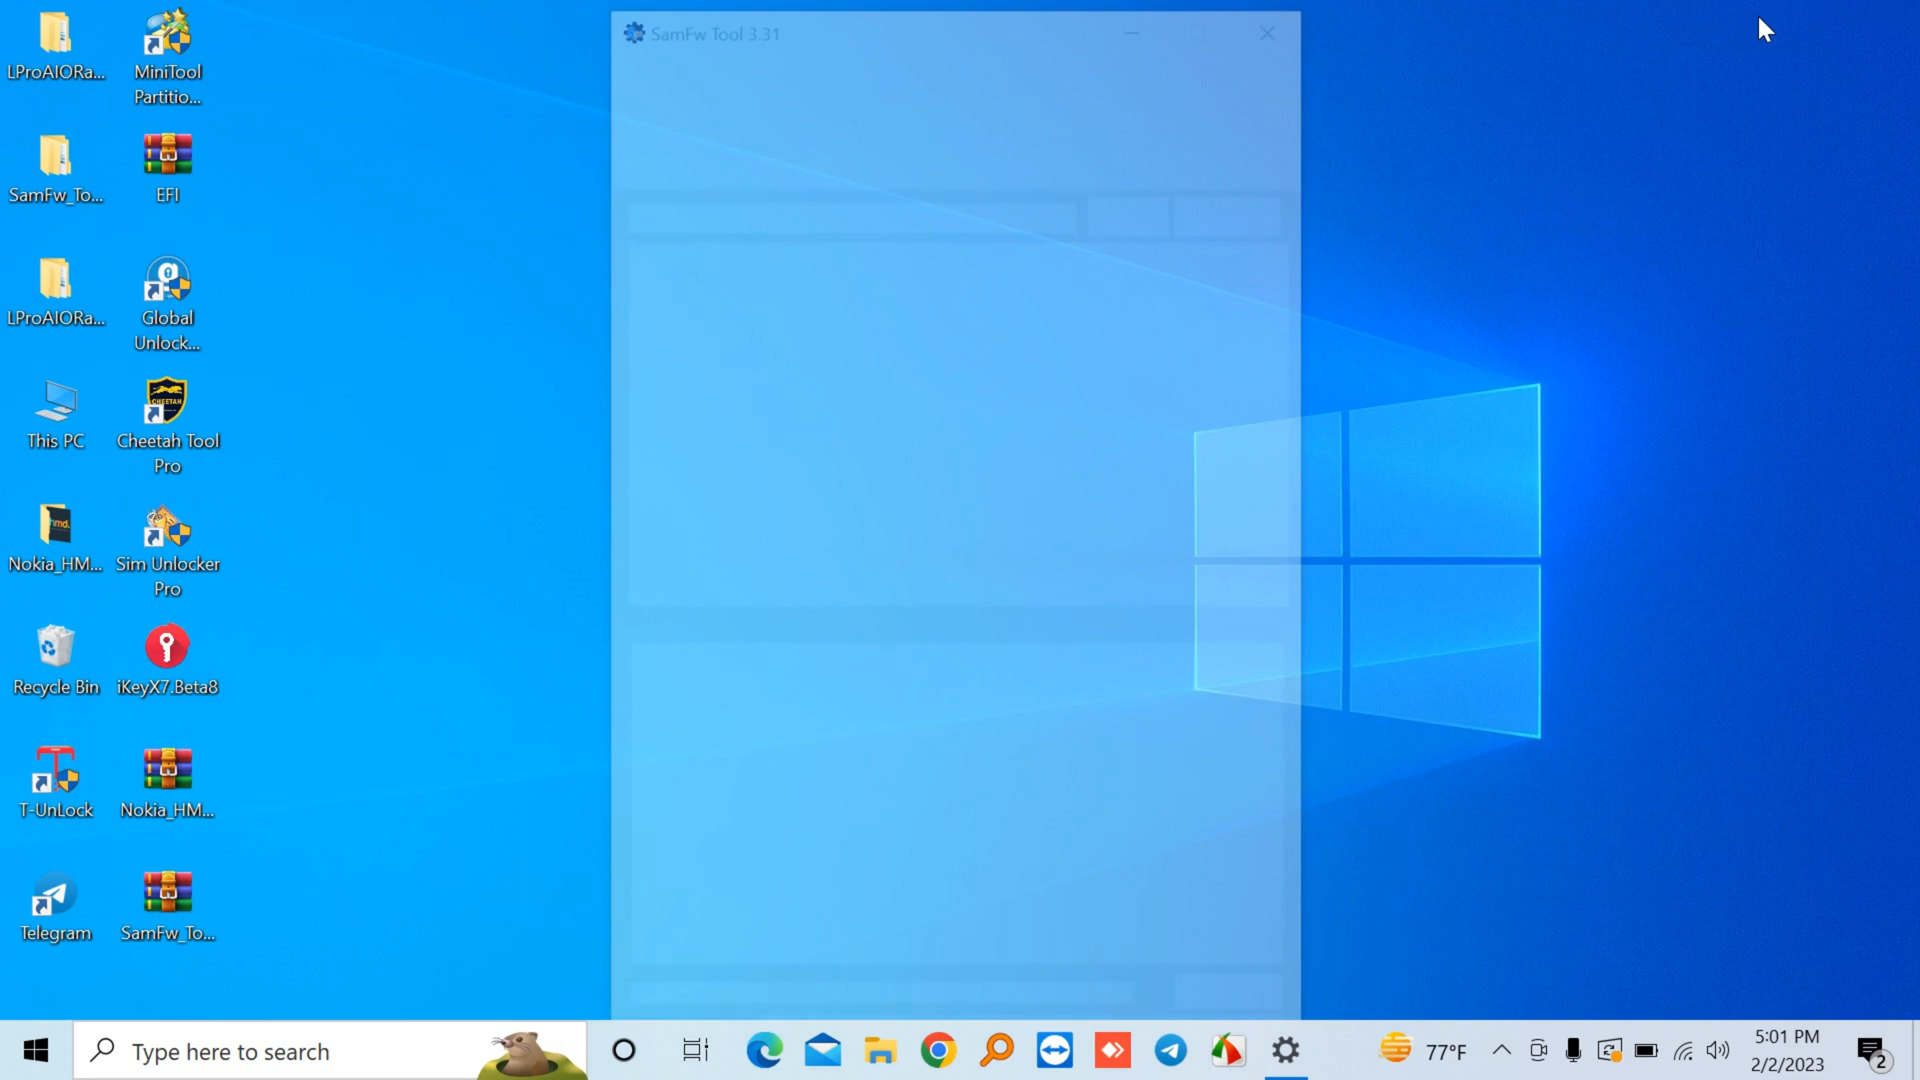 LProAIORa...
MiniTool
Partitio...
SamFw_To...
EFI
LProAIORa...
Global
Unlock...
This PC
CHEETAH
Cheetah Tool
Pro
hmd.
Nokia_HM...
Sim Unlocker
Pro
Recycle Bin
iKeyX7.Beta8
T-UnLock
Nokia_HM...
Telegram
SamFw_To...
SamFw Tool 3.31
Type here to search
77°F
5:01 PM
2/2/2023
2